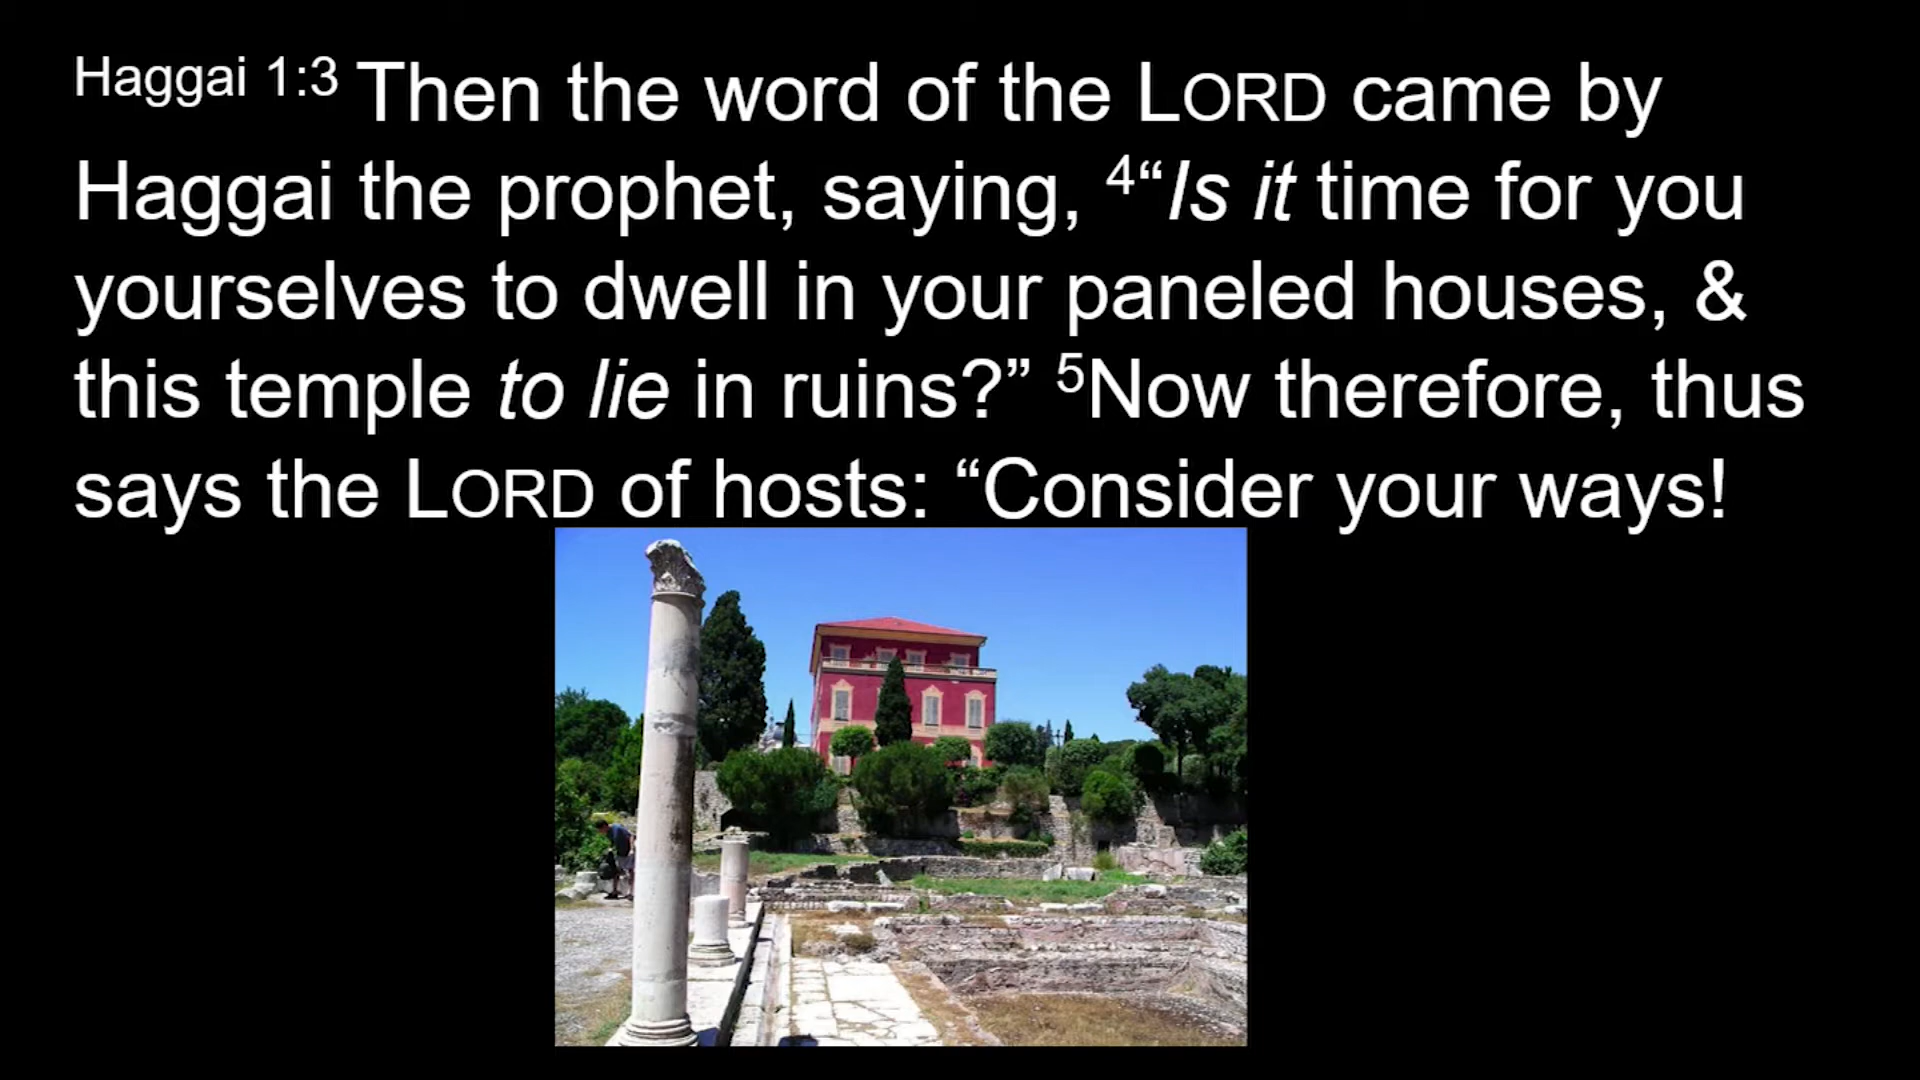 Haggai 1:3 Then the word of the LORD came by
Haggai the prophet, saying, 4“Is it time for you
yourselves to dwell in your paneled houses, &
this temple to lie in ruins?” 5Now therefore, thus
says the LORD of hosts: “Consider your ways!